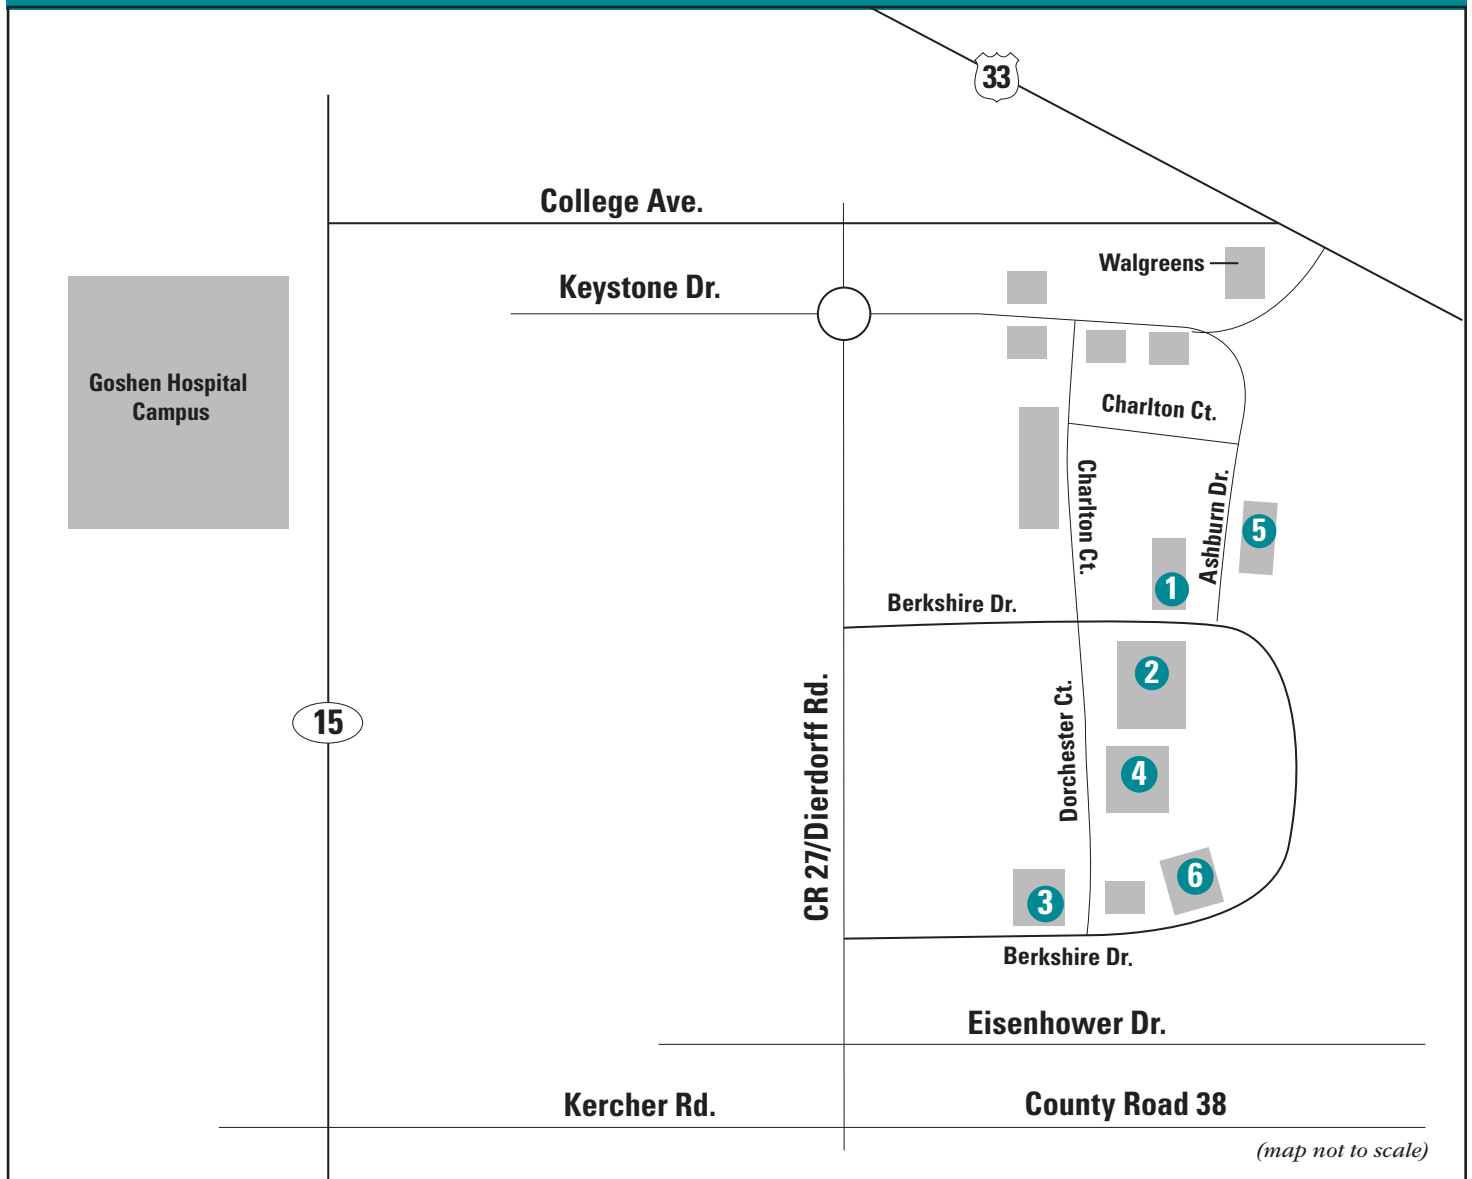 33
College Ave.
Walgreens
Keystone Dr.
Goshen Hospital
Campus
Charlton Ct.
Charlton Ct.
Ashburn Dr.
5
1
Berkshire Dr.
2
15
CR 27/Dierdorff Rd.
Dorchester Ct.
4
6
3
Berkshire Dr.
Eisenhower Dr.
Kercher Rd.
County Road 38
(map not to scale)